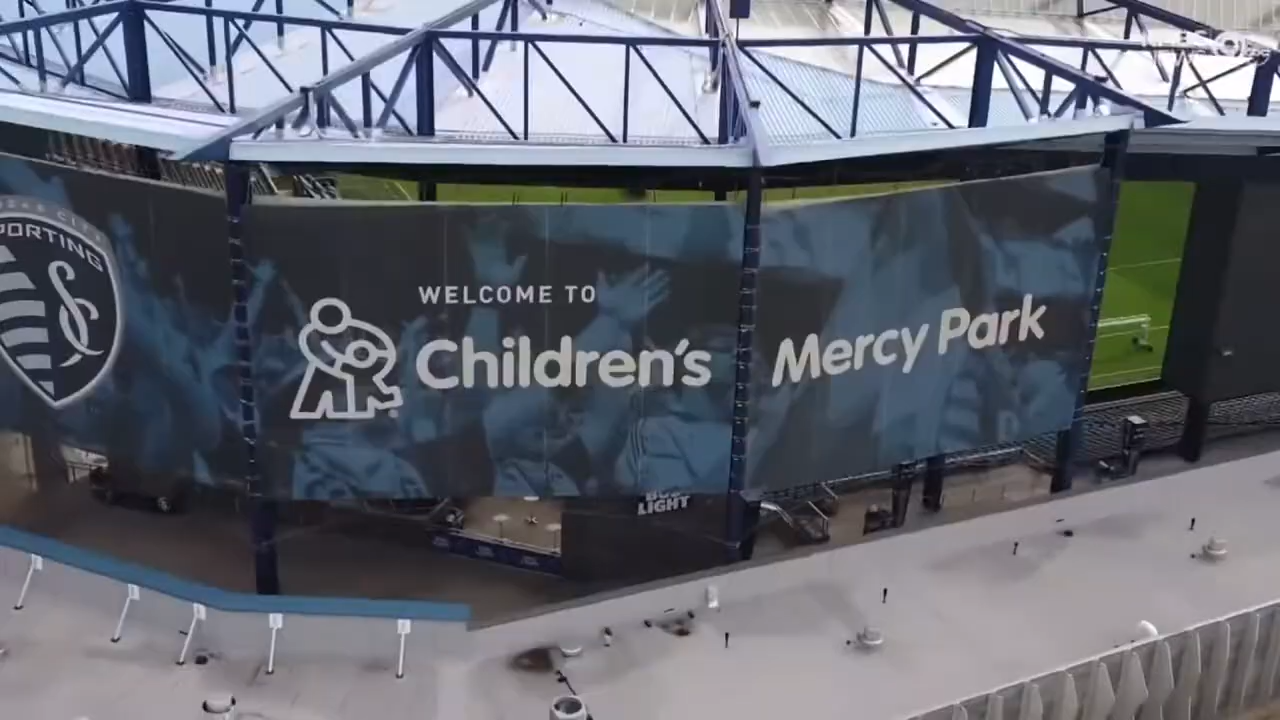 PORTING
WELCOME TO
Children's
Mercy Park
BUD
LIGHT